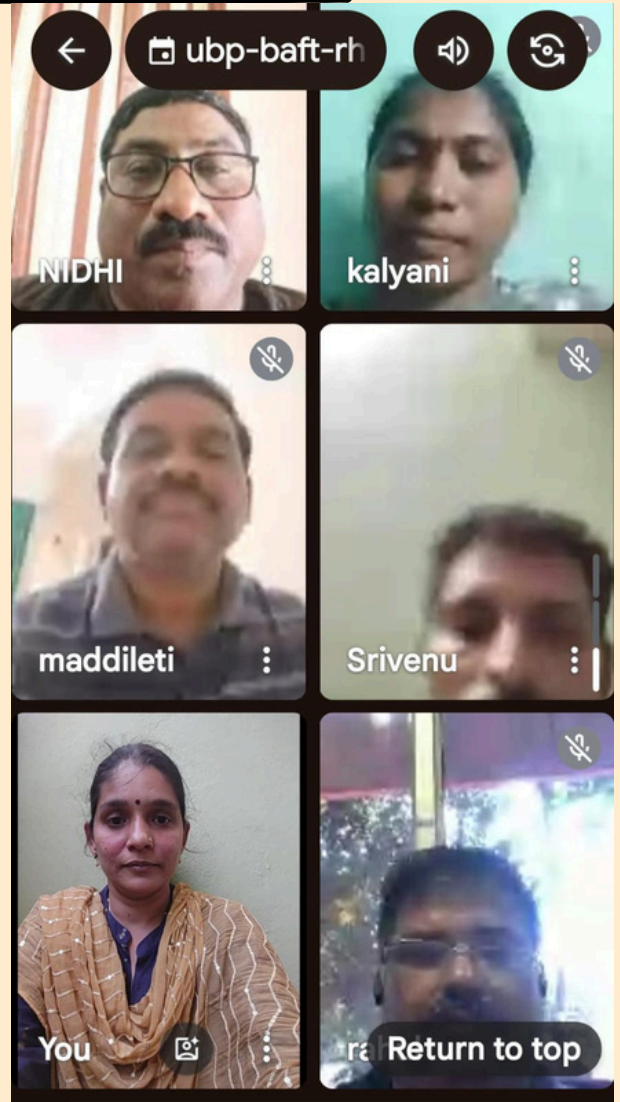 ubp-baft-rh
NIDHI
kalyani
maddileti
Srivenu
You
Return to top